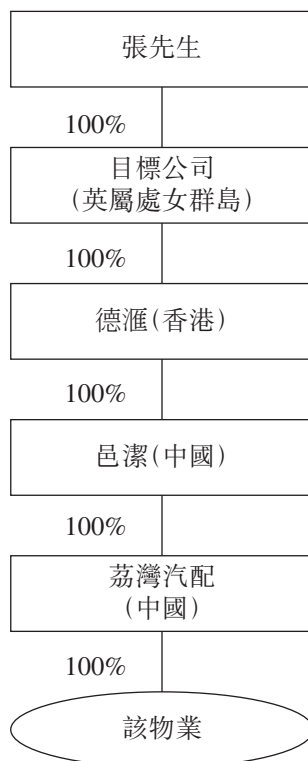 張先生
100%
目標公司
(英屬處女群島)
100%
德滙(香港)
100%
邑潔(中國)
100%
荔灣汽配
(中國)
100%
該物業